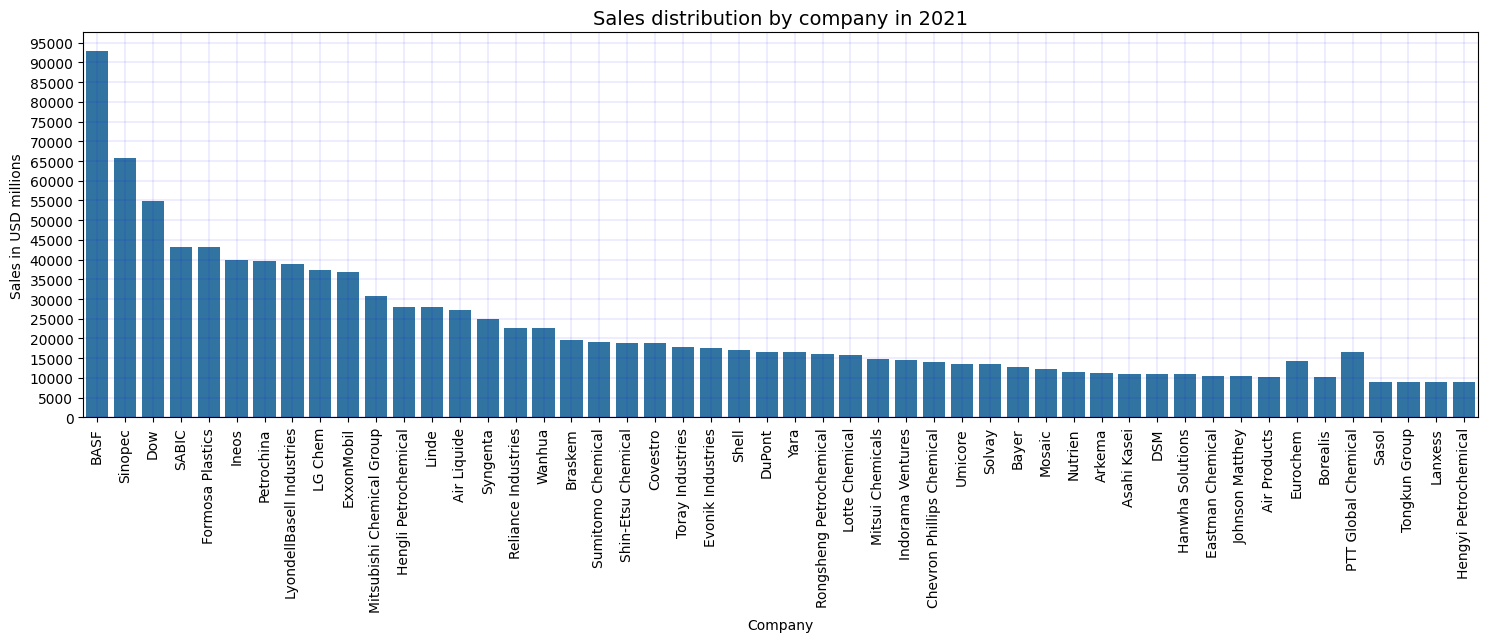 Sales distribution by company in 2021
Sales in USD millions
95000
90000
85000
80000
75000
70000
65000
60000
55000
50000
45000
40000
35000
30000
25000
20000
15000
10000
5000
0
BASF
Sinopec
Dow
SABIC
Formosa Plastics
Ineos
Petrochina
LyondellBasell Industries
LG Chem
ExxonMobil
Mitsubishi Chemical Group
Hengli Petrochemical
Linde
Air Liquide
Syngenta
Reliance Industries
Wanhua
Braskem
Sumitomo Chemical
Shin-Etsu Chemical
Covestro
Toray Industries
Evonik Industries
Shell
DuPont
Yara
Rongsheng Petrochemical
Lotte Chemical
Mitsui Chemicals
Indorama Ventures
Chevron Phillips Chemical
Umicore
Solvay
Bayer
Mosaic
Nutrien
Arkema
Asahi Kasei
DSM
Hanwha Solutions
Eastman Chemical
Johnson Matthey
Air Products
Eurochem
Borealis
PTT Global Chemical
Sasol
Tongkun Group
Lanxess
Hengyi Petrochemical
Company